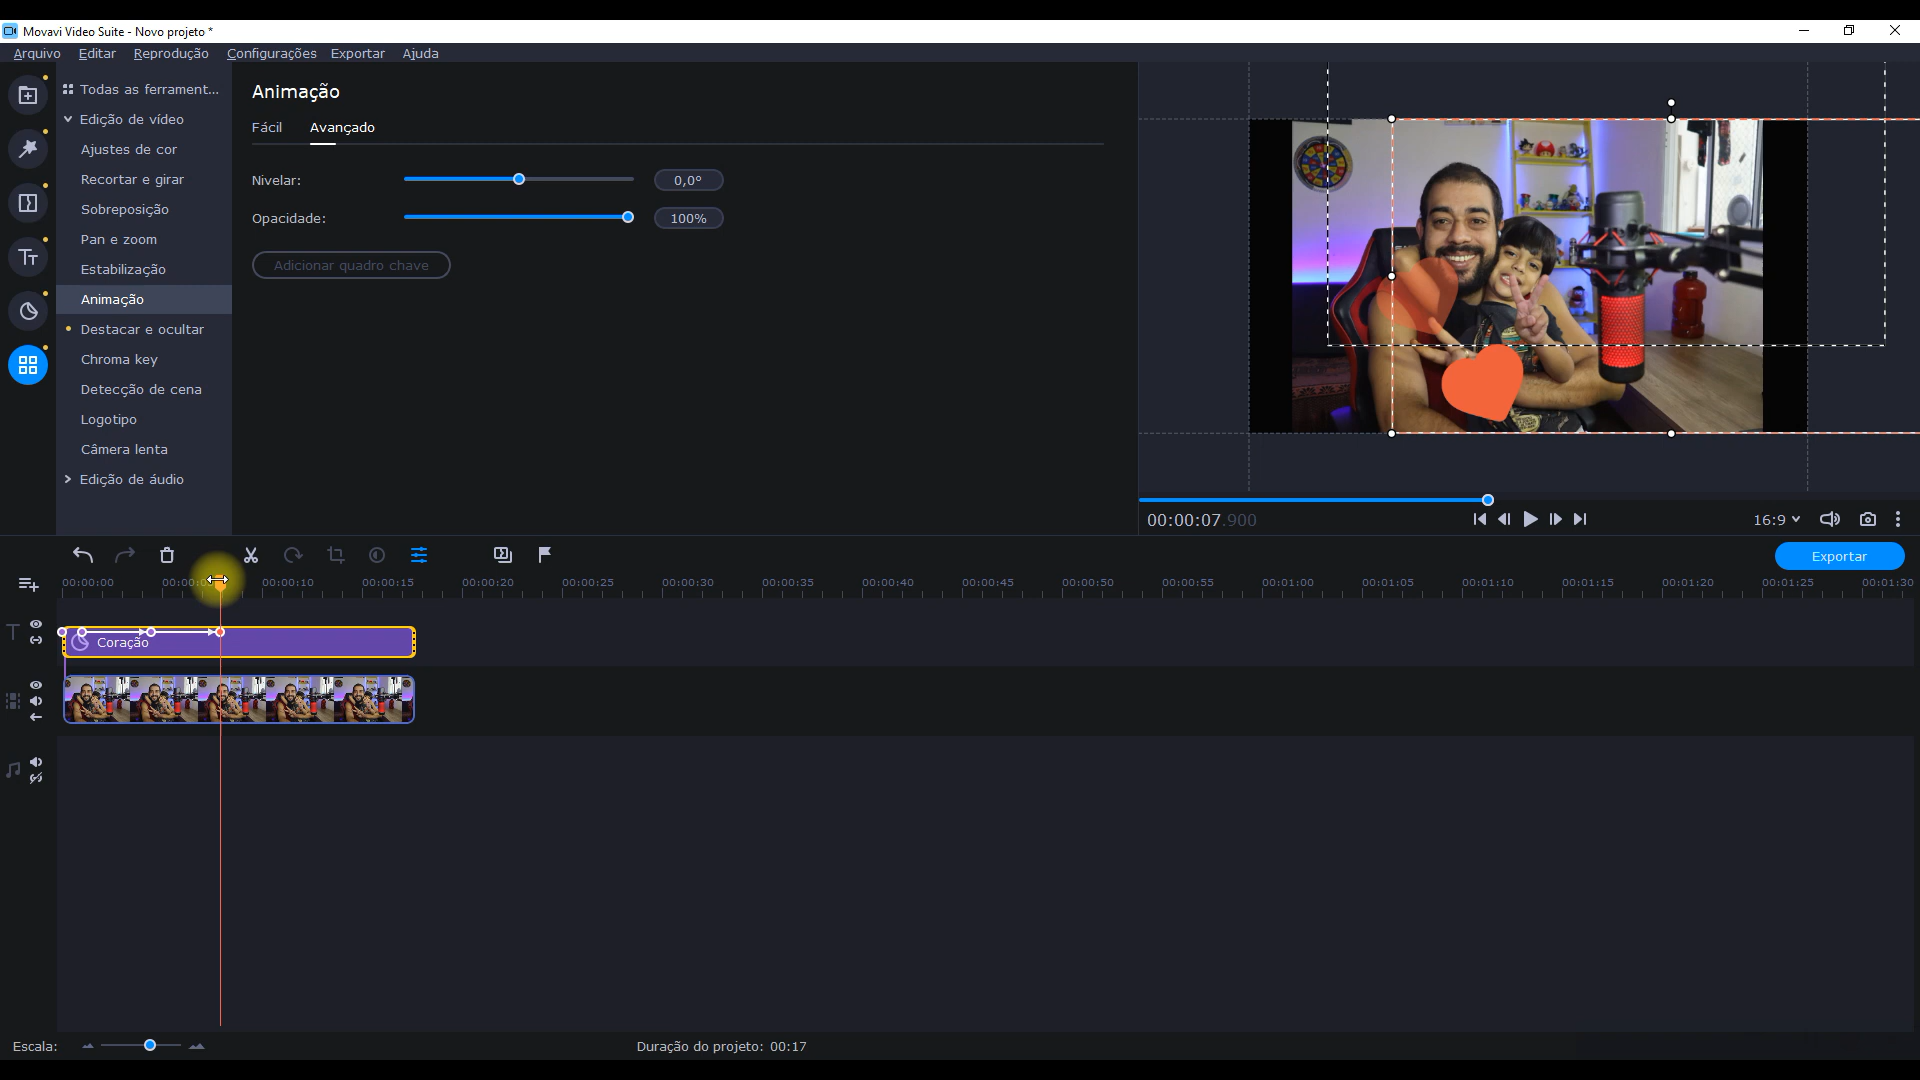 Movavi Video Suite - Novo projeto *
Arquivo Editar Reprodução Configurações Exportar Ajuda
Todas as ferrament...
Edição de vídeo
Ajustes de cor
Recortar e girar
Sobreposição
Pan e zoom
Estabilização
Animação
Destacar e ocultar
Chroma key
Detecção de cena
Logotipo
Câmera lenta
Edição de áudio
Animação
Fácil Avançado
Nivelar: 0,0°
Opacidade: 100%
Adicionar quadro chave
00:00:07.900
16:9
Exportar
00:00:00 00:00:10 00:00:15 00:00:20 00:00:25 00:00:30 00:00:35 00:00:40 00:00:45 00:00:50 00:00:55 00:01:00 00:01:05 00:01:10 00:01:15 00:01:20 00:01:25 00:01:30
Coração
Escala:
Duração do projeto: 00:17